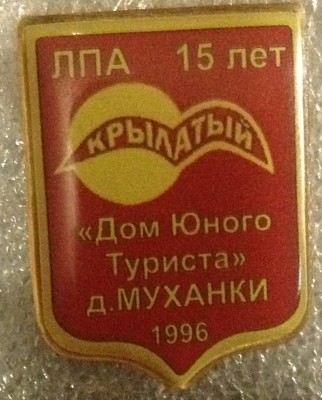 ЛПА 15 лет
КРЫЛАТЫЙ
«Дом Юного
Туриста»
д.МУХАНКИ
1996